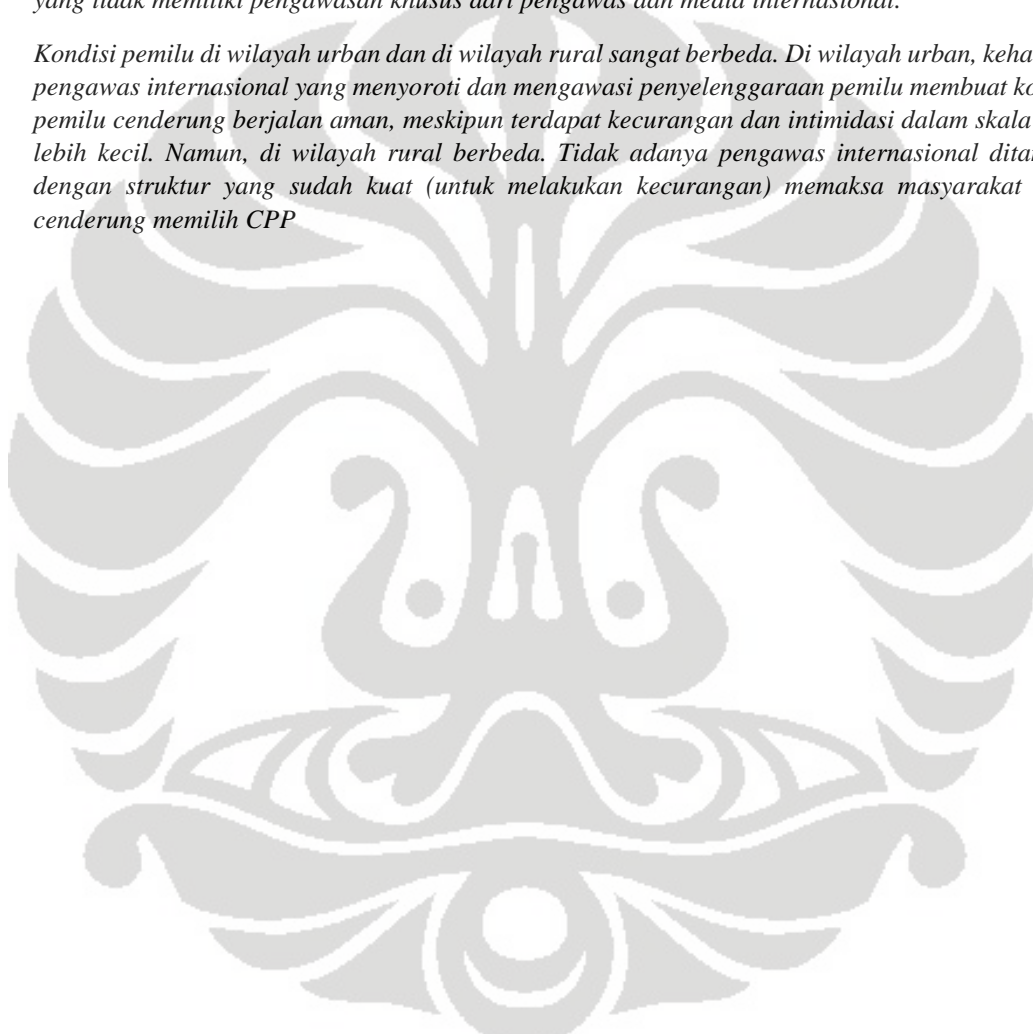 yang tidak memiliki pengawasan khusus dari pengawas dan media internasional.
Kondisi pemilu di wilayah urban dan di wilayah rural sangat berbeda. Di wilayah urban, keha
pengawas internasional yang menyoroti dan mengawasi penyelenggaraan pemilu membuat ko
pemilu cenderung berjalan aman, meskipun terdapat kecurangan dan intimidasi dalam skala
lebih kecil. Namun, di wilayah rural berbeda. Tidak adanya pengawas internasional dita
dengan struktur yang sudah kuat (untuk melakukan kecurangan) memaksa masyarakat
cenderung memilih CPP